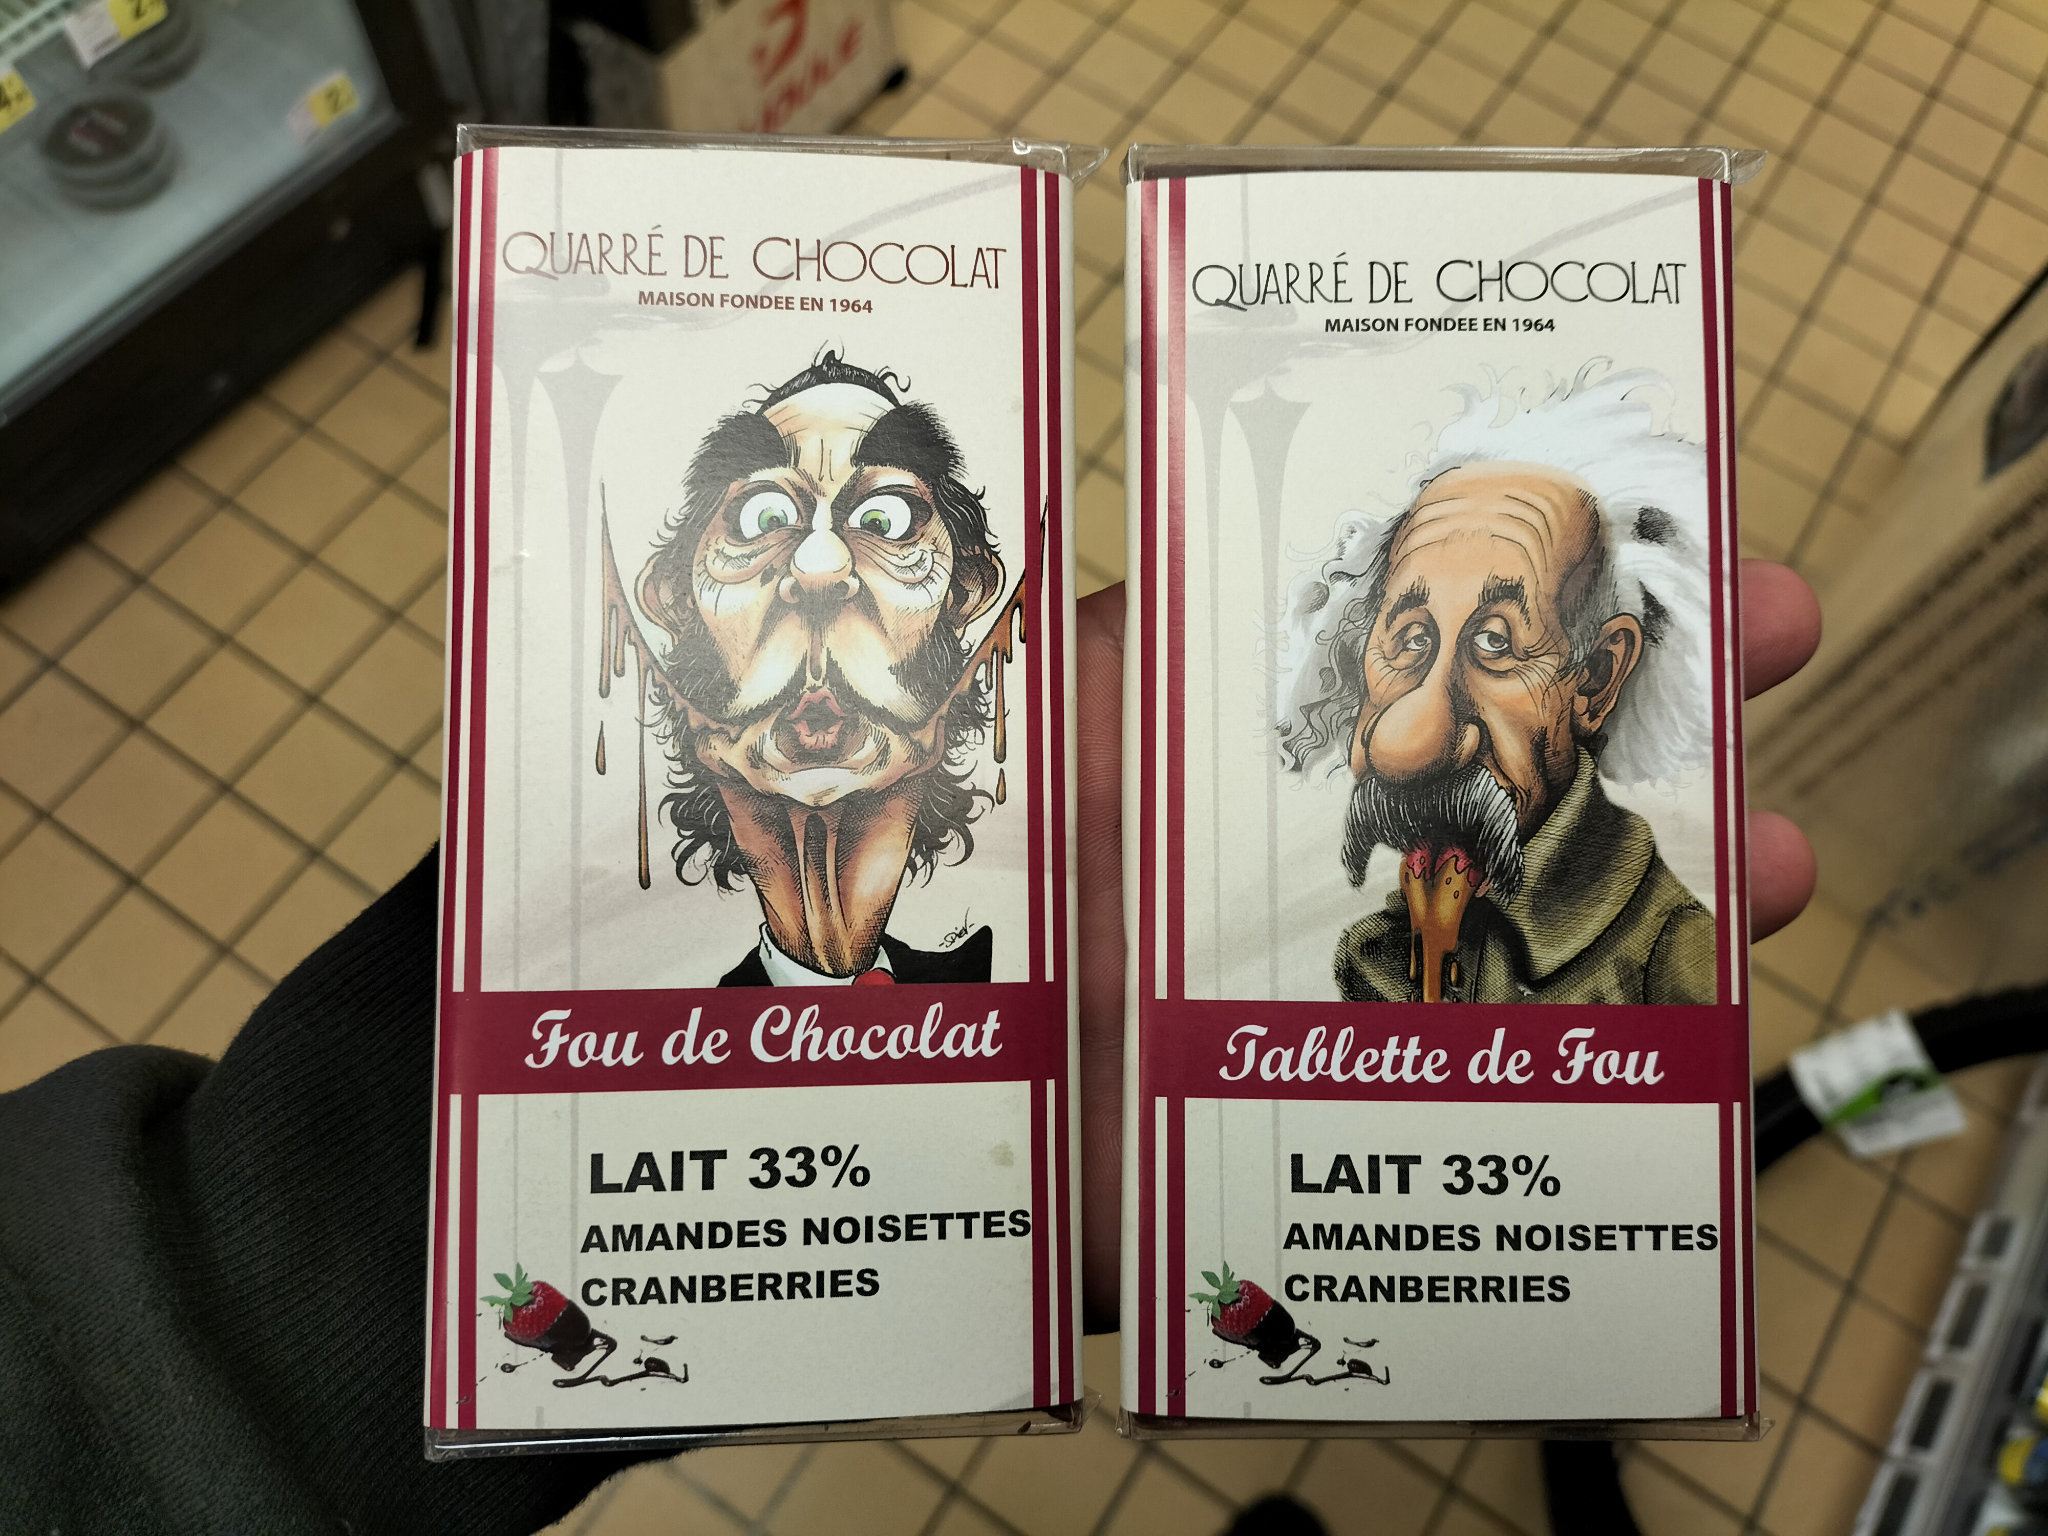 QUARRÉ DE CHOCOLAT
MAISON FONDEE EN 1964
-SDIEV-
Fou de Chocolat
LAIT 33%
AMANDES NOISETTES
CRANBERRIES
QUARRÉ DE CHOCOLAT
MAISON FONDEE EN 1964
Tablette de Fou
LAIT 33%
AMANDES NOISETTES
CRANBERRIES